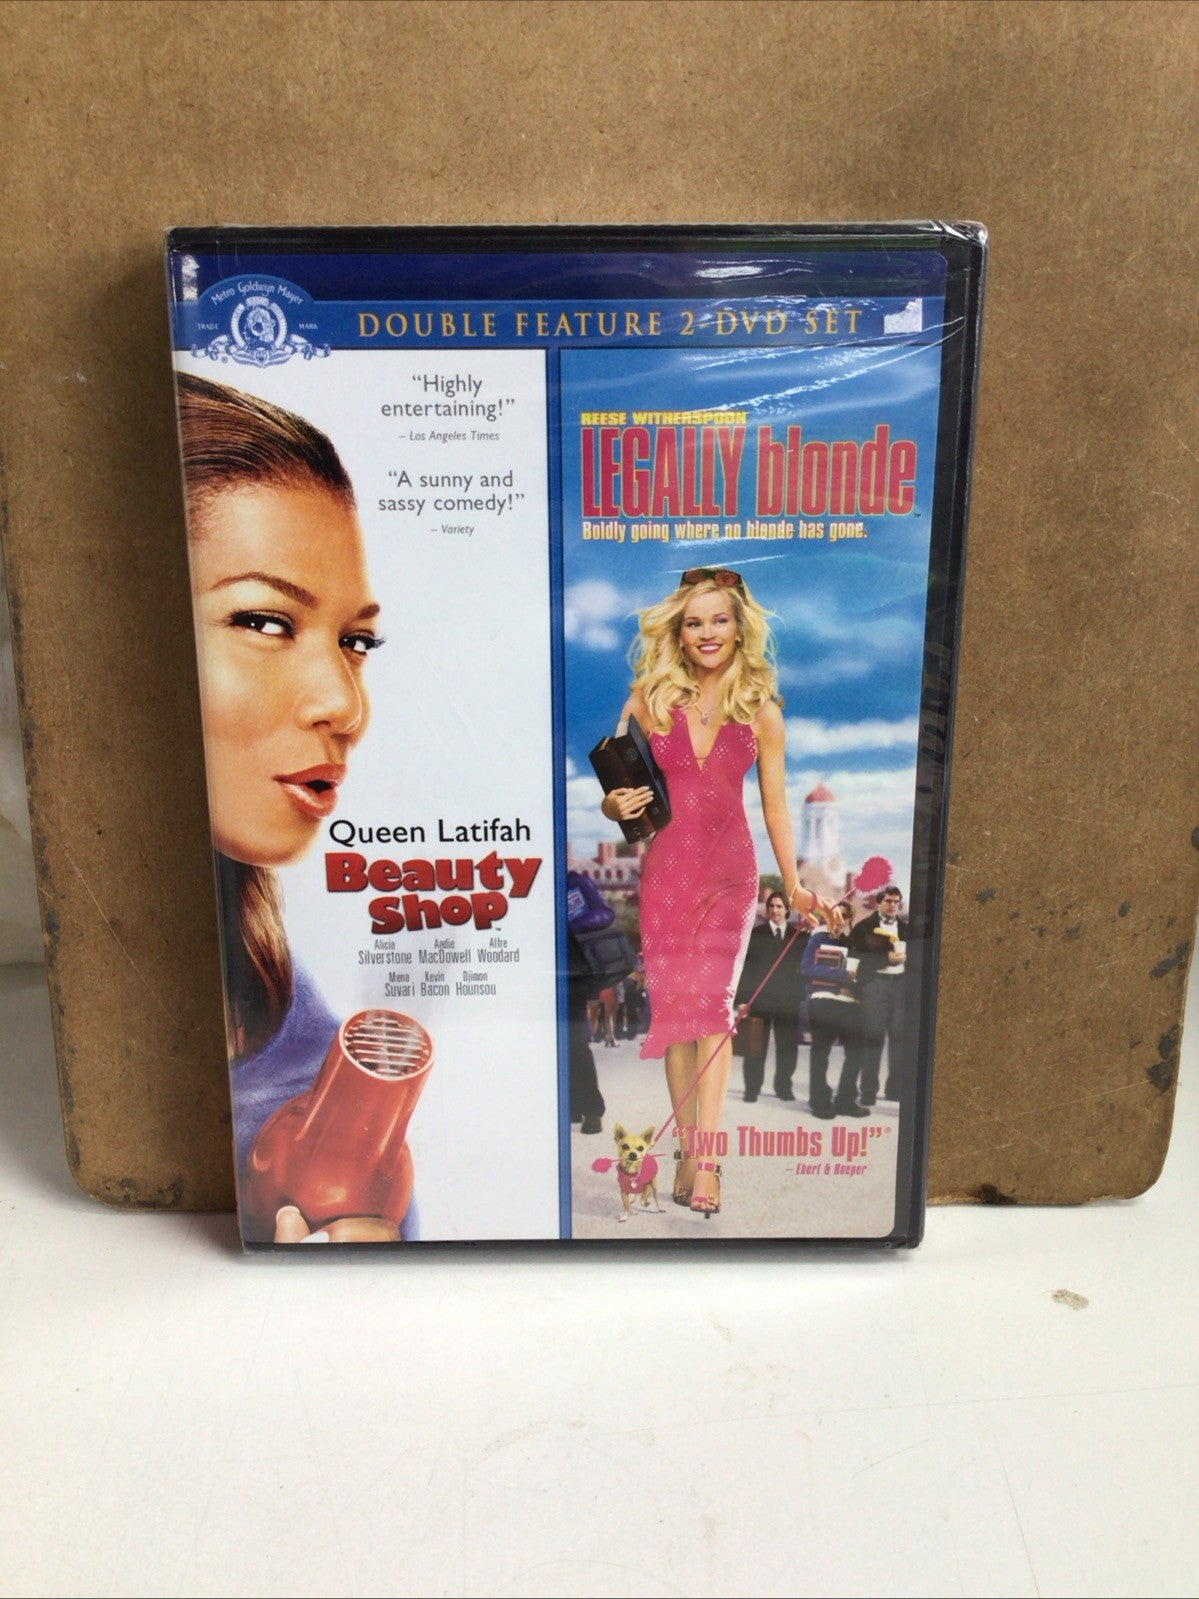 Metro Goldwyn Mayer
TRADE MARK
DOUBLE FEATURE 2-DVD SET
"Highly
entertaining!"
– Los Angeles Times
"A sunny and
sassy comedy!"
– Variety
Queen Latifah
Beauty
Shop™
Alicia Silverstone Andie MacDowell Alfre Woodard
Mena Suvari Kevin Bacon Djimon Hounsou
REESE WITHERSPOON
LEGALLY blonde™
Boldly going where no blonde has gone.
"Two Thumbs Up!"®
– Ebert & Roeper